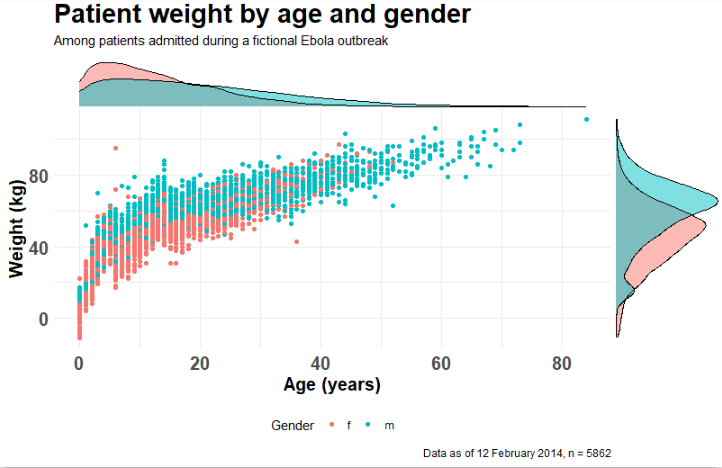 Patient weight by age and gender
Among patients admitted during a fictional Ebola outbreak
Weight (kg)
80
40
0
0 20 40 60 80
Age (years)
Gender f m
Data as of 12 February 2014, n = 5862